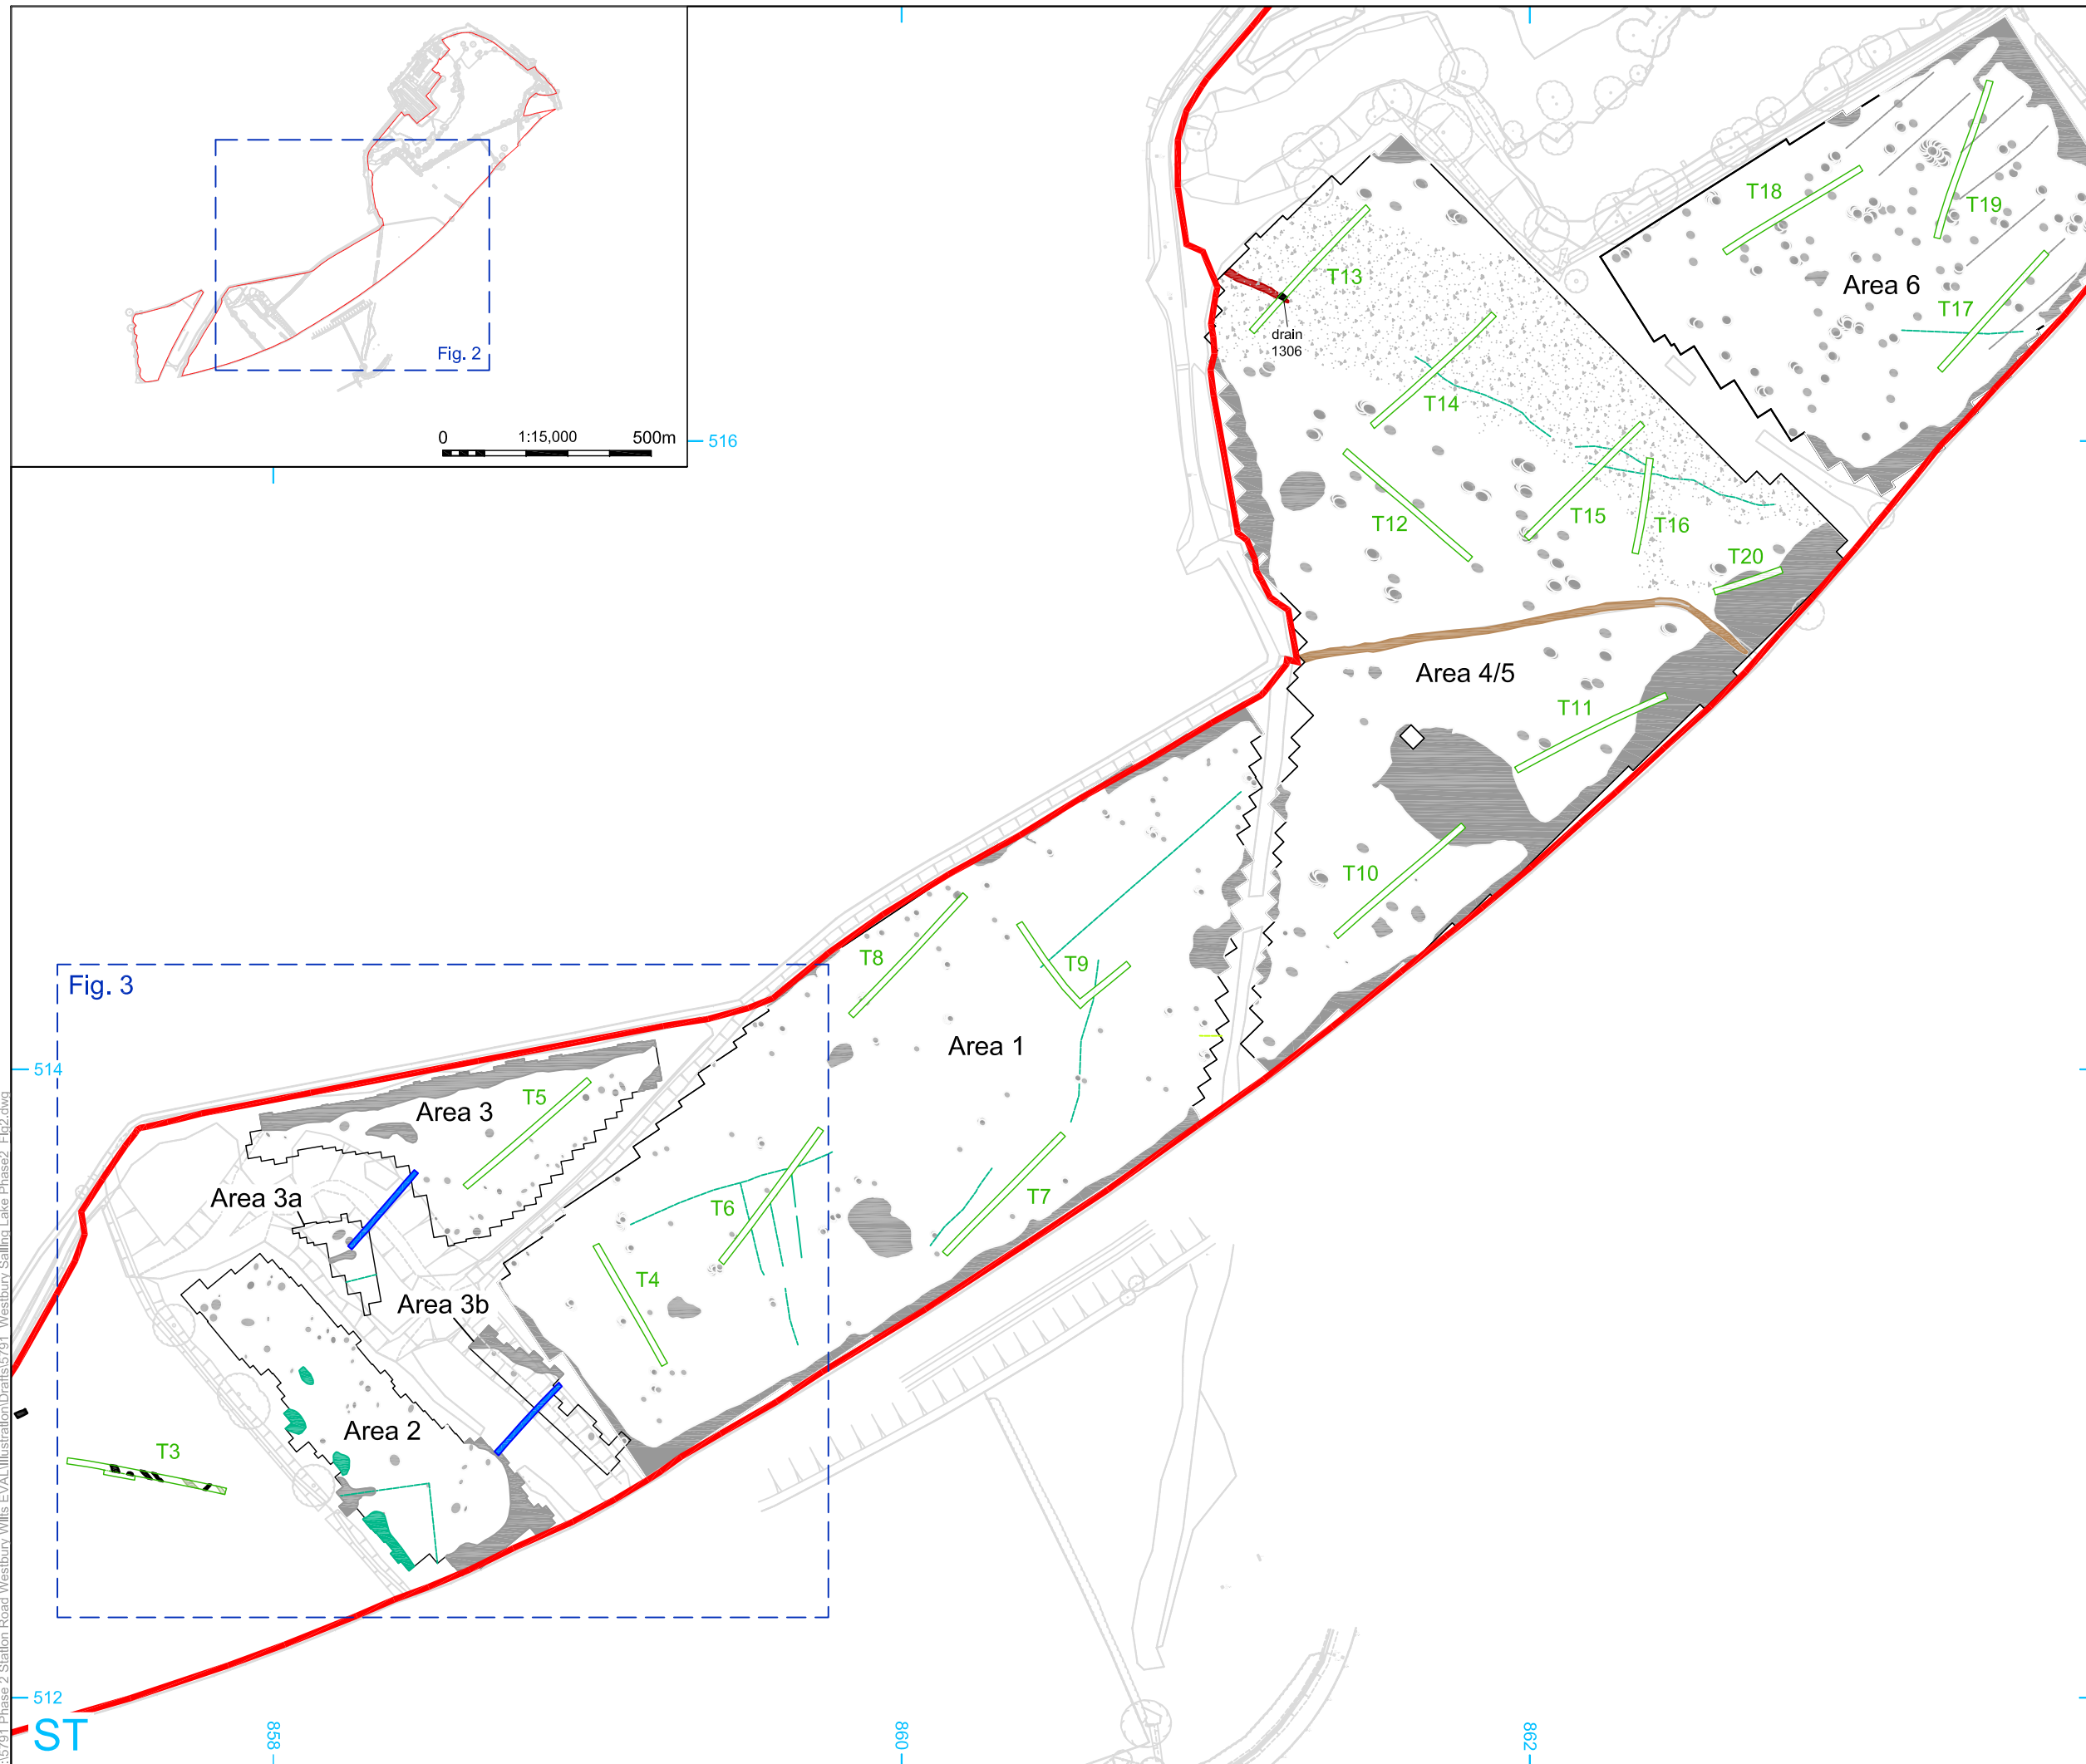 Fig. 2
0 1:15,000 500m
516
T18
T19
Area 6
T17
T13
drain
1306
T14
T12
T15
T16
T20
Area 4/5
T11
T10
T8
T9
Fig. 3
Area 1
514
T5
Area 3
Area 3a
T6
T7
T4
Area 3b
Area 2
T3
512
ST
858
860
862